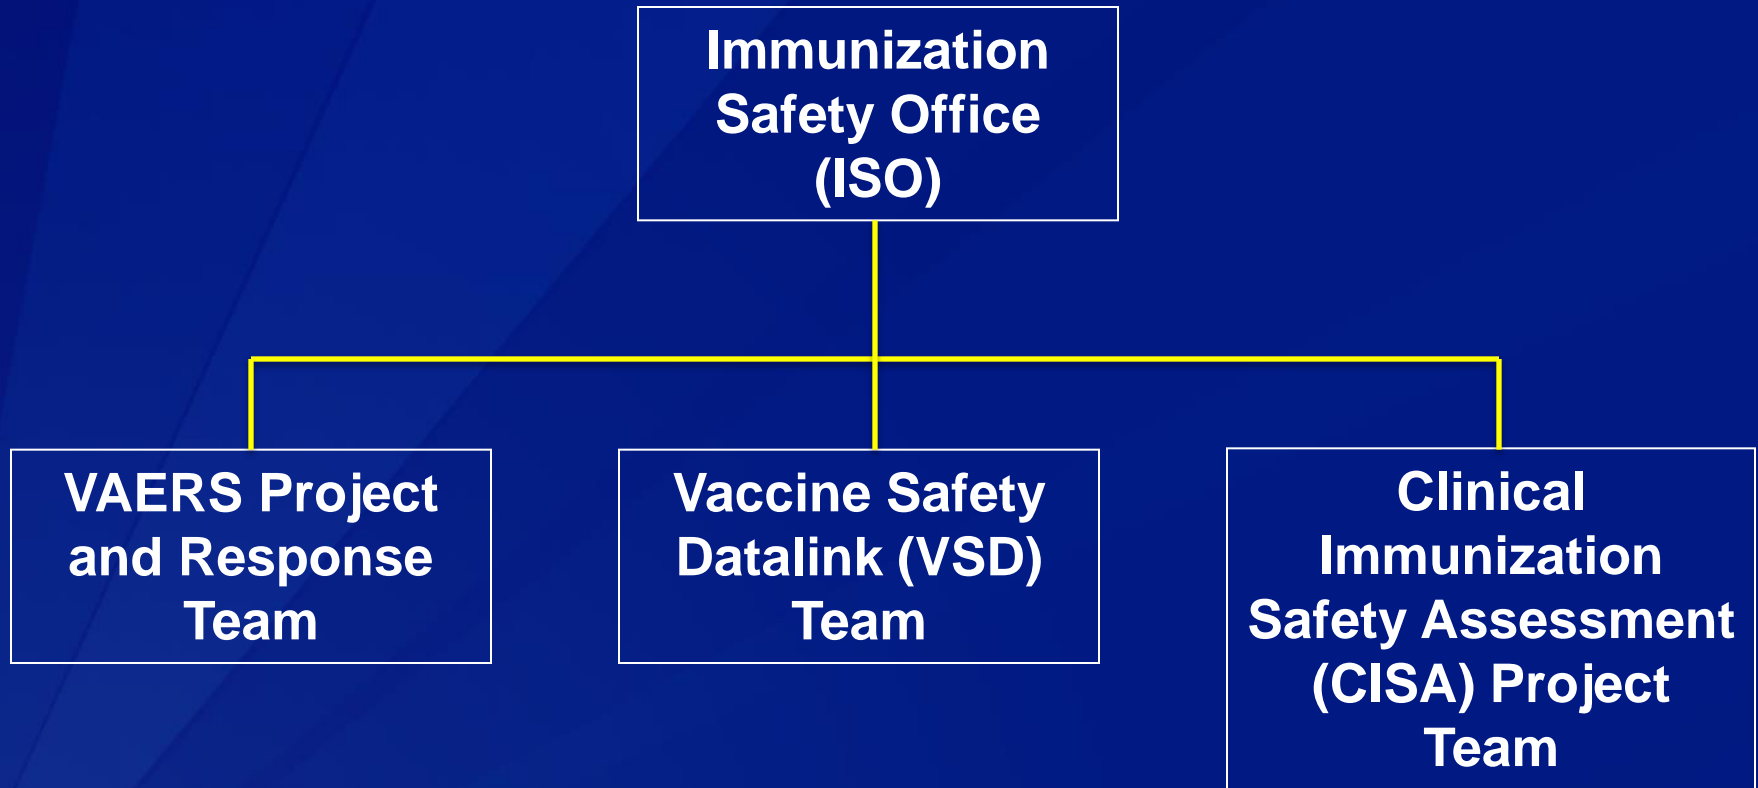 Immunization
Safety Office
(ISO)
VAERS Project
and Response
Team
Vaccine Safety
Datalink (VSD)
Team
Clinical
Immunization
Safety Assessment
(CISA) Project
Team